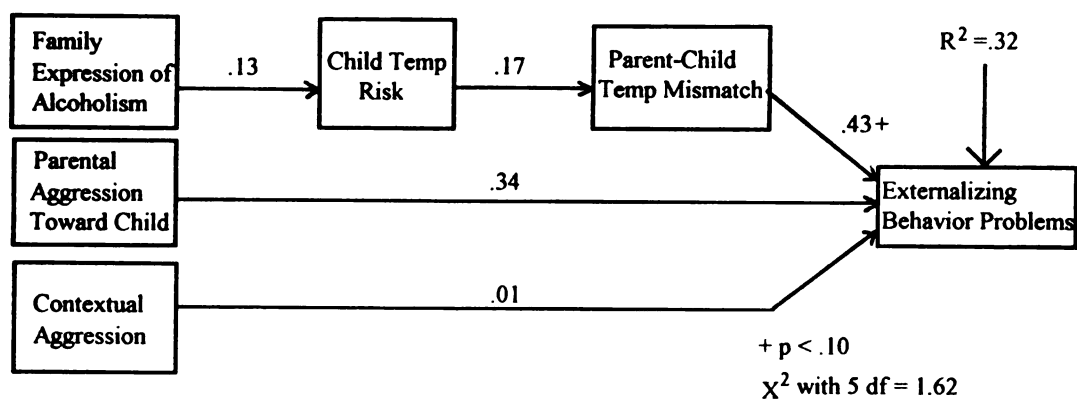 Family
Expression of
Alcoholism
.13
Child Temp
Risk
.17
Parent-Child
Temp Mismatch
.43+
R² =.32
Parental
Aggression
Toward Child
.34
Externalizing
Behavior Problems
Contextual
Aggression
.01
+ p < .10
X² with 5 df = 1.62